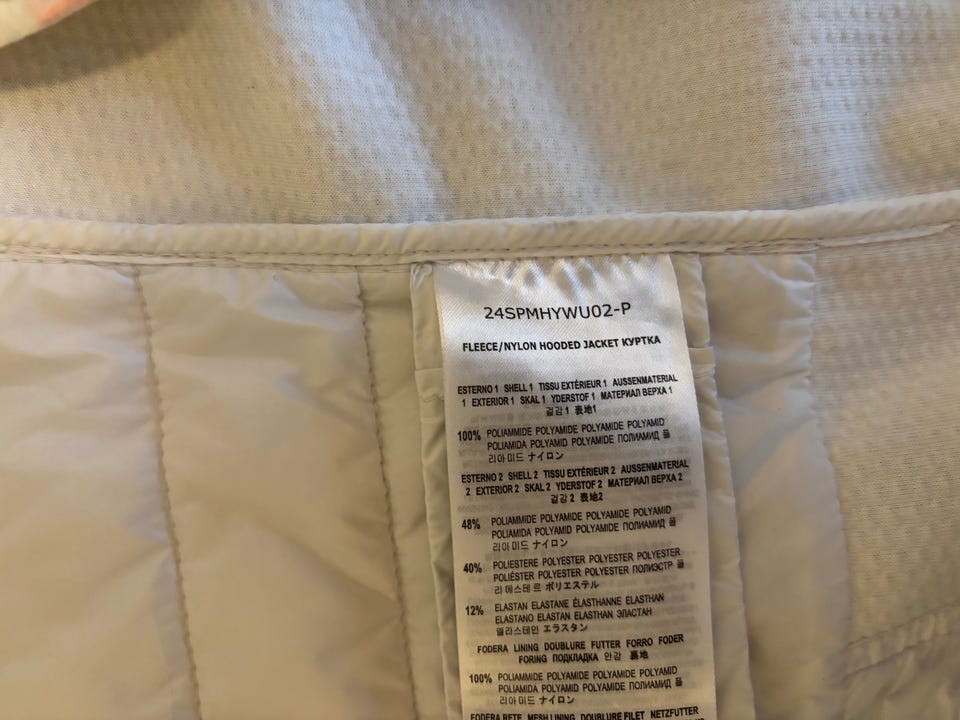 24SPMHYWU02-P
FLEECE/NYLON HOODED JACKET КУРТКА
ESTERNO 1 SHELL 1 TISSU EXTÉRIEUR 1 AUSSENMATERIAL
1 EXTERIOR 1 SKAL 1 YDERSTOF 1 МАТЕРИАЛ ВЕРХА 1
겉감 1 表地1
100% POLIAMMIDE POLYAMIDE POLYAMIDE POLYAMID
POLIAMIDA POLYAMID POLYAMIDE ПОЛИАМИД 폴
리아미드 ナイロン
ESTERNO 2 SHELL 2 TISSU EXTÉRIEUR 2 AUSSENMATERIAL
2 EXTERIOR 2 SKAL 2 YDERSTOF 2 МАТЕРИАЛ ВЕРХА 2
겉감 2 表地2
48% POLIAMMIDE POLYAMIDE POLYAMIDE POLYAMID
POLIAMIDA POLYAMID POLYAMIDE ПОЛИАМИД 폴
리아미드 ナイロン
40% POLIESTERE POLYESTER POLYESTER POLYESTER
POLIÉSTER POLYESTER POLYESTER ПОЛИЭСТР 폴
리에스테르 ポリエステル
12% ELASTAN ELASTANE ÉLASTHANNE ELASTHAN
ELASTANO ELASTAN ELASTHAN ЭЛАСТАН
엘라스테인 エラスタン
FODERA LINING DOUBLURE FUTTER FORRO FODER
FORING ПОДКЛАДКА 안감 裏地
100% POLIAMMIDE POLYAMIDE POLYAMIDE POLYAMID
POLIAMIDA POLYAMID POLYAMIDE ПОЛИАМИД 폴
리아미드 ナイロン
FODERA RETE MESH LINING DOUBLURE FILET NETZFUTTER